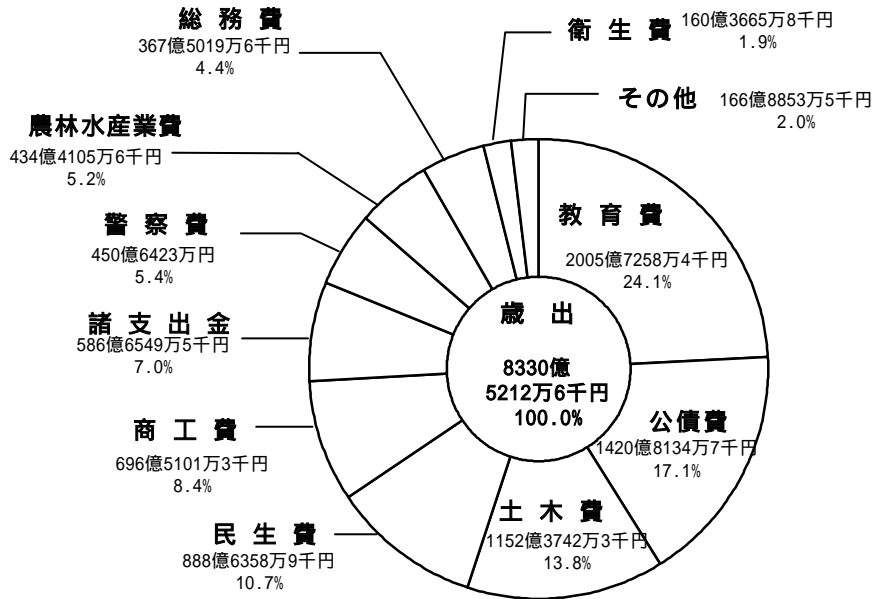 総務費
367億5019万6千円
4.4%
衛生費
160億3665万8千円
1.9%
その他
166億8853万5千円
2.0%
農林水産業費
434億4105万6千円
5.2%
教育費
2005億7258万4千円
24.1%
警察費
450億6423万円
5.4%
諸支出金
586億6549万5千円
7.0%
歳出
8330億
5212万6千円
100.0%
商工費
696億5101万3千円
8.4%
公債費
1420億8134万7千円
17.1%
民生費
888億6358万9千円
10.7%
土木費
1152億3742万3千円
13.8%